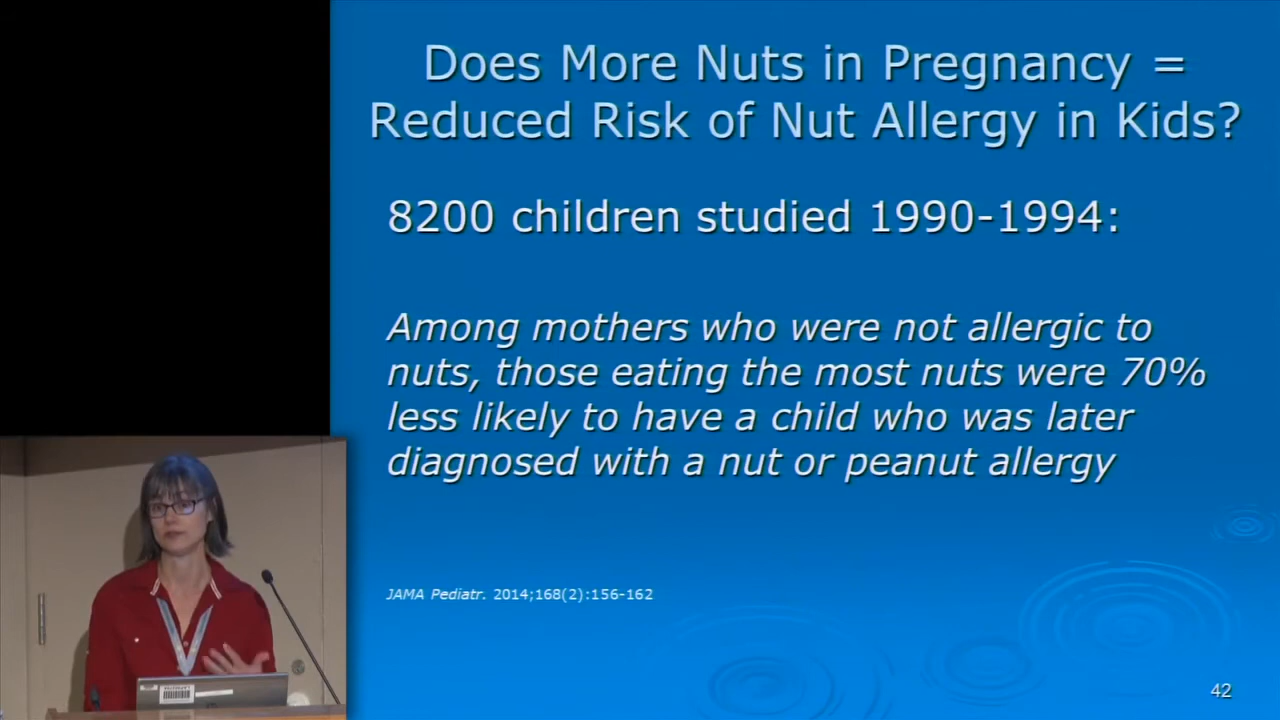 Does More Nuts in Pregnancy =
Reduced Risk of Nut Allergy in Kids?
8200 children studied 1990-1994:
Among mothers who were not allergic to
nuts, those eating the most nuts were 70%
less likely to have a child who was later
diagnosed with a nut or peanut allergy
JAMA Pediatr. 2014;168(2):156-162
42